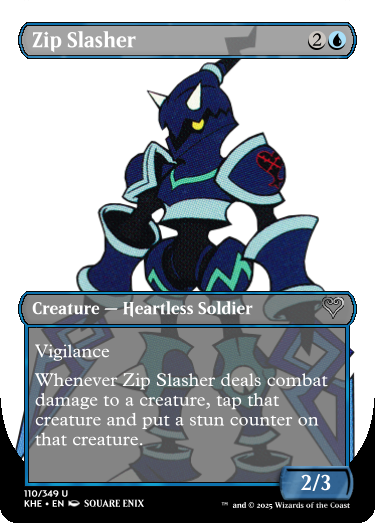 Zip Slasher 2
Creature — Heartless Soldier
Vigilance
Whenever Zip Slasher deals combat
damage to a creature, tap that
creature and put a stun counter on
that creature.
2/3
110/349 U
KHE • EN SQUARE ENIX
™ and © 2025 Wizards of the Coast